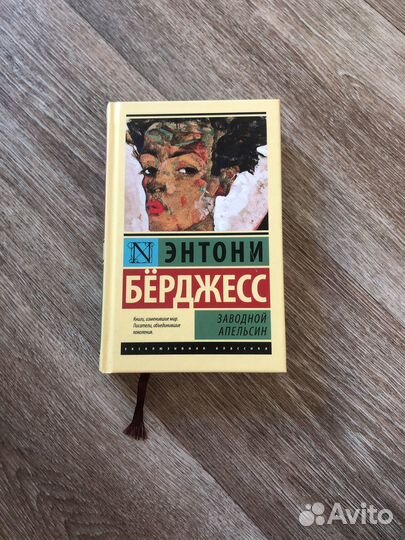 N ЭНТОНИ
БЁРДЖЕСС
Книги, изменившие мир.
Писатели, объединившие
поколения.
ЗАВОДНОЙ
АПЕЛЬСИН
ЭКСКЛЮЗИВНАЯ КЛАССИКА
Avito